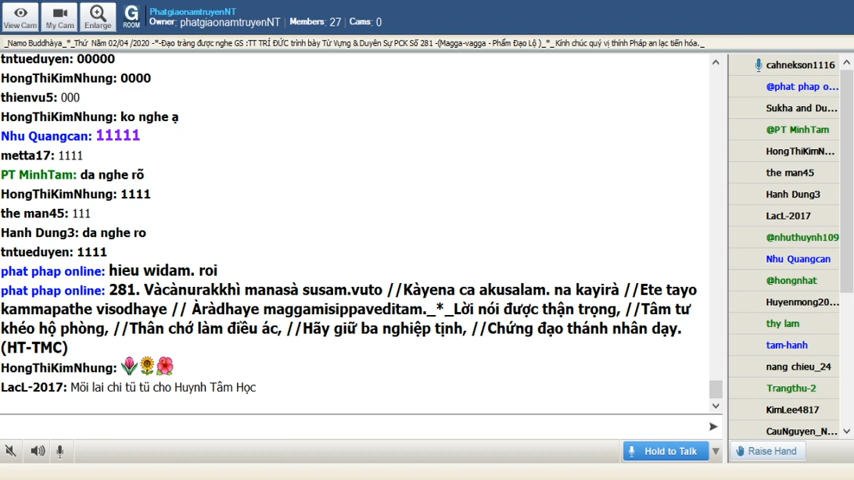 View Cam
My Cam
Enlarge
G
ROOM
PhatgiaonamtruyenNT
Owner: phatgiaonamtruyenNT | Members: 27 | Cams: 0
_Namo Buddhàya_*_Thứ Năm 02/04 /2020 -*-Đạo tràng được nghe GS :TT TRÍ ĐỨC trình bày Từ Vựng &Duyên Sự PCK Số 281 -(Magga-vagga - Phẩm Đạo Lộ )_*_ Kính chúc quý vị thính Pháp an lạc tiến hóa._
tntueduyen: 00000
HongThiKimNhung: 0000
thienvu5: 000
HongThiKimNhung: ko nghe ạ
Nhu Quangcan: 11111
metta17: 1111
PT MinhTam: da nghe rõ
HongThiKimNhung: 1111
the man45: 111
Hanh Dung3: da nghe ro
tntueduyen: 1111
phat phap online: hieu widam. roi
phat phap online: 281. Vàcànurakkhì manasà susam.vuto //Kàyena ca akusalam. na kayirà //Ete tayo
kammapathe visodhaye // Àràdhaye maggamisippaveditam._*_Lời nói được thận trọng, //Tâm tư
khéo hộ phòng, //Thân chớ làm điều ác, //Hãy giữ ba nghiệp tịnh, //Chứng đạo thánh nhân dạy.
(HT-TMC)
HongThiKimNhung:
LacL-2017: Mõi lai chi tũ tũ cho Huynh Tâm Học
Hold to Talk
cahnekson1116
@phat phap o...
Sukha and Du...
@PT MinhTam
HongThiKimN...
the man45
Hanh Dung3
LacL-2017
@nhuthuynh109
Nhu Quangcan
@hongnhat
Huyenmong20...
thy lam
tam-hanh
nang chieu_24
Trangthu-2
KimLee4817
CauNguyen_N...
Raise Hand